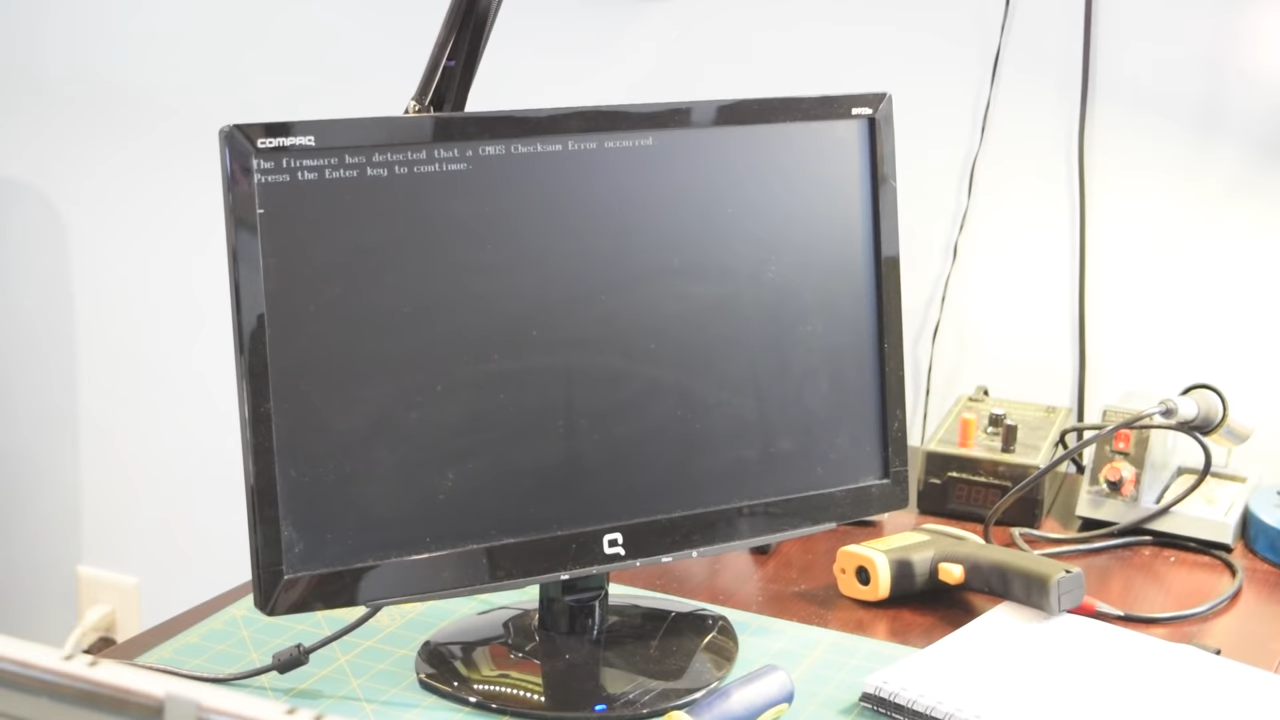 COMPAQ
The firmware has detected that a CMOS Checksum Error occurred.
Press the Enter key to continue.